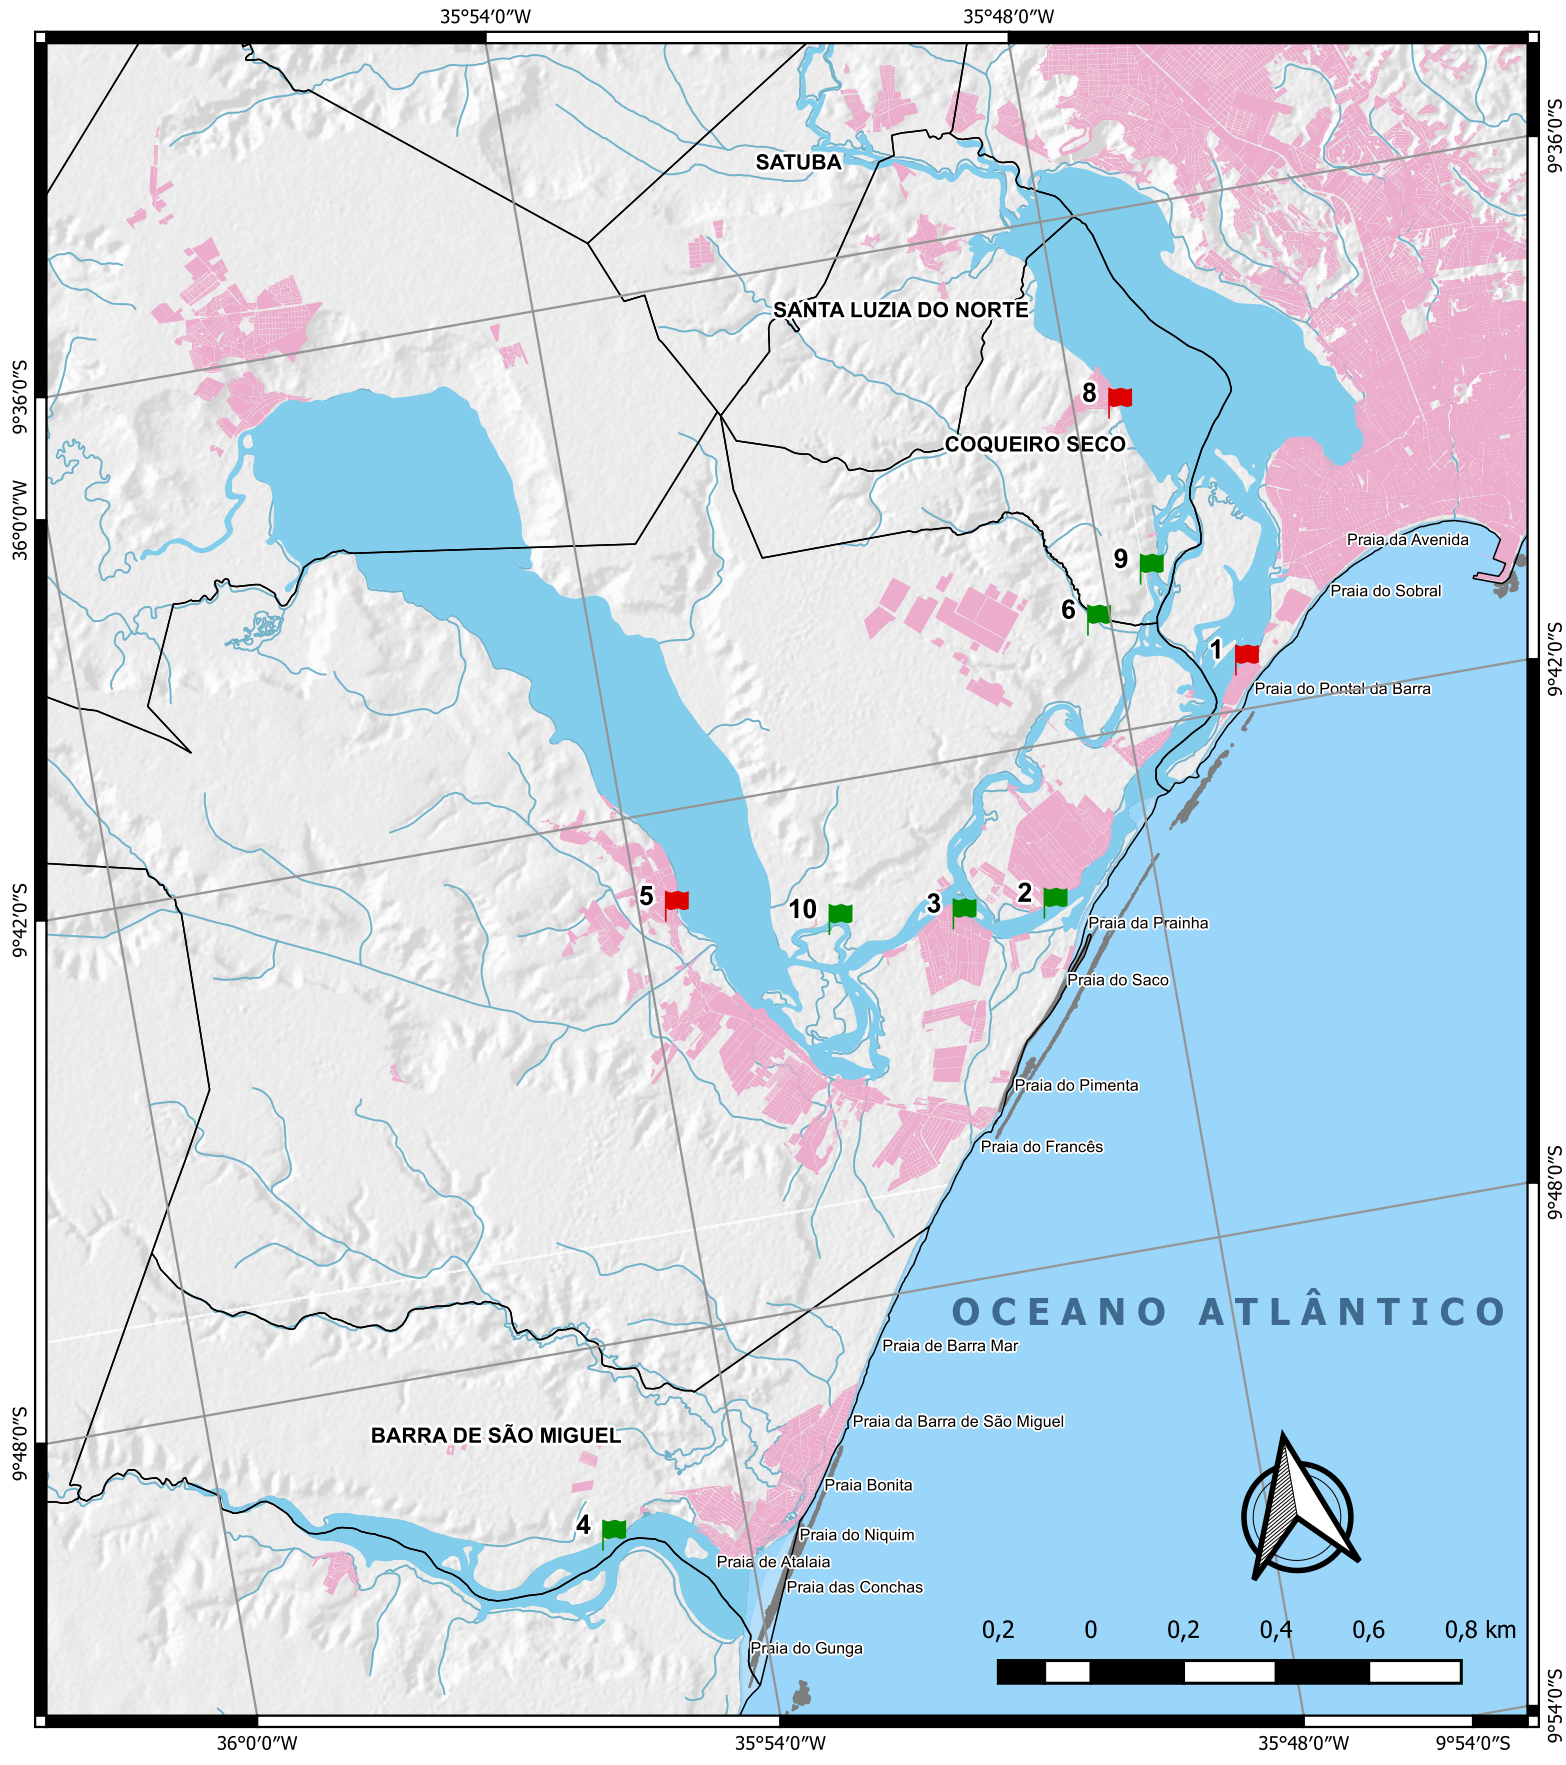 35°54′0″W
35°48′0″W
9°36′0″S
SATUBA
SANTA LUZIA DO NORTE
9°36′0″S
8
COQUEIRO SECO
36°0′0″W
Praia da Avenida
9
Praia do Sobral
6
1
9°42′0″S
Praia do Pontal da Barra
5
10
3
2
9°42′0″S
Praia da Prainha
Praia do Saco
Praia do Pimenta
Praia do Francês
9°48′0″S
OCEANO ATLÂNTICO
Praia de Barra Mar
Praia da Barra de São Miguel
BARRA DE SÃO MIGUEL
9°48′0″S
Praia Bonita
4
Praia do Niquim
Praia de Atalaia
Praia das Conchas
Praia do Gunga
0,2 0 0,2 0,4 0,6 0,8 km
9°54′0″S
36°0′0″W
35°54′0″W
35°48′0″W
9°54′0″S